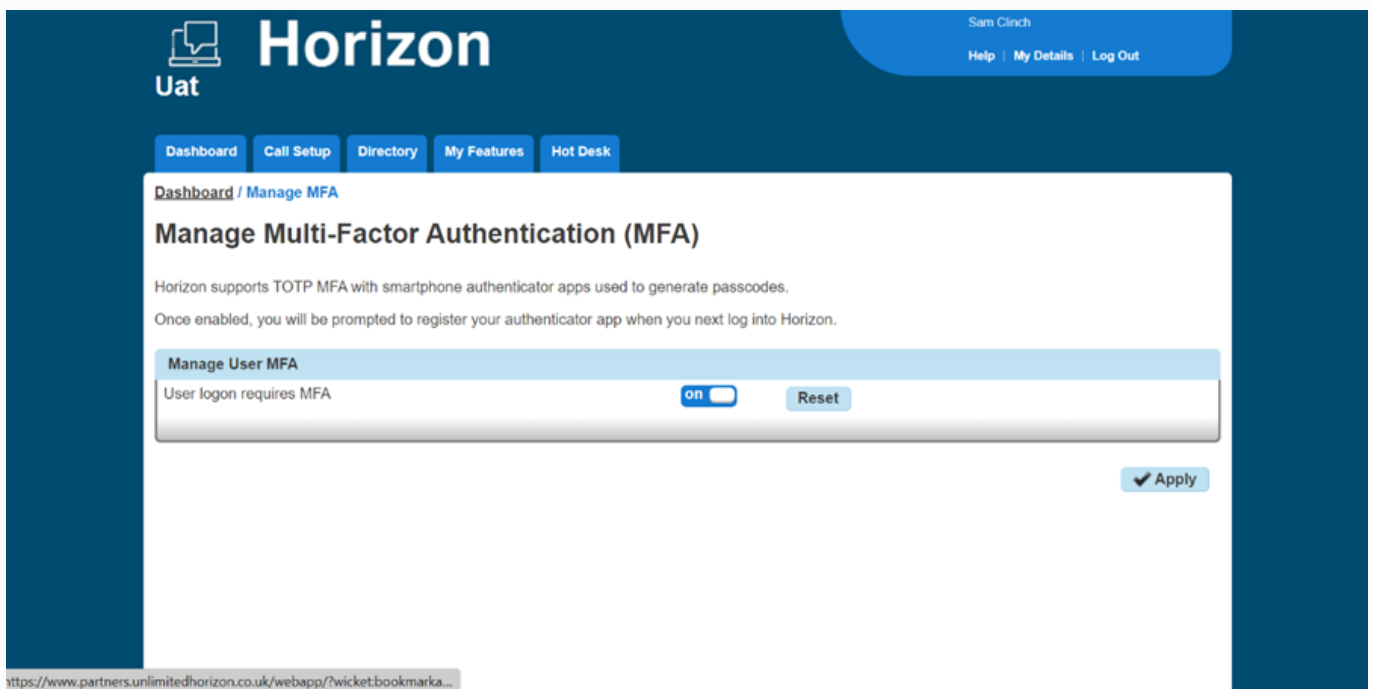 Horizon
Uat
Sam Clinch
Help | My Details | Log Out
Dashboard Call Setup Directory My Features Hot Desk
Dashboard / Manage MFA
Manage Multi-Factor Authentication (MFA)
Horizon supports TOTP MFA with smartphone authenticator apps used to generate passcodes.
Once enabled, you will be prompted to register your authenticator app when you next log into Horizon.
Manage User MFA
User logon requires MFA on Reset
Apply
https://www.partners.unlimitedhorizon.co.uk/webapp/?wicket:bookmarka...